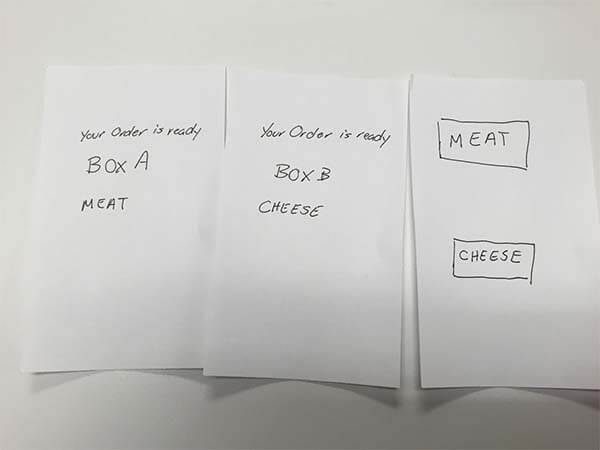 Your Order is ready
BOX A
MEAT
Your Order is ready
BOX B
CHEESE
MEAT
CHEESE